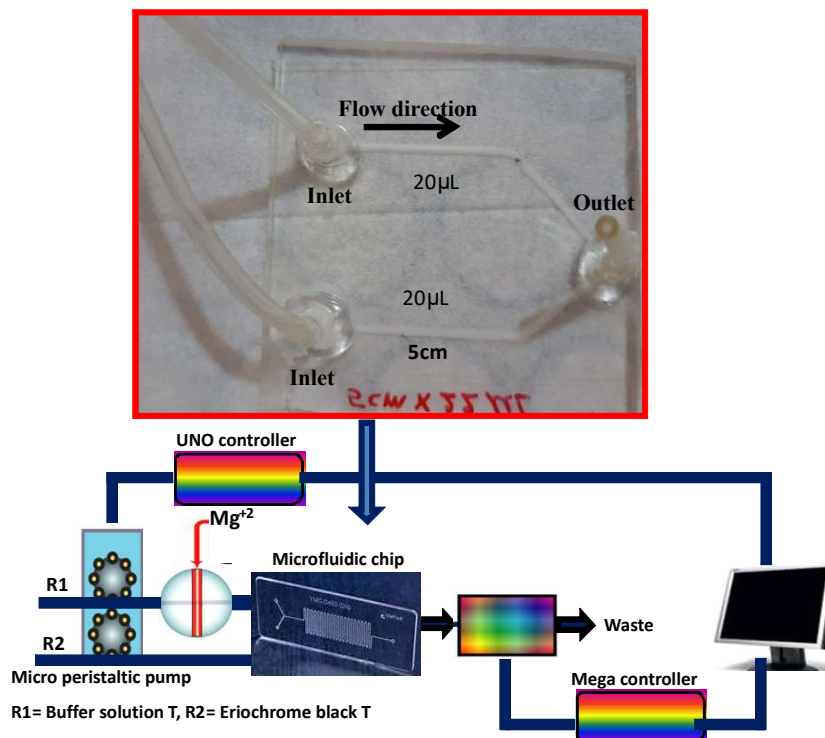 Flow direction
20µL
Inlet
Outlet
20µL
5cm
Inlet
UNO controller
Mg+2
–
Microfluidic chip
R1
R2
Waste
Micro peristaltic pump
Mega controller
R1= Buffer solution T, R2= Eriochrome black T